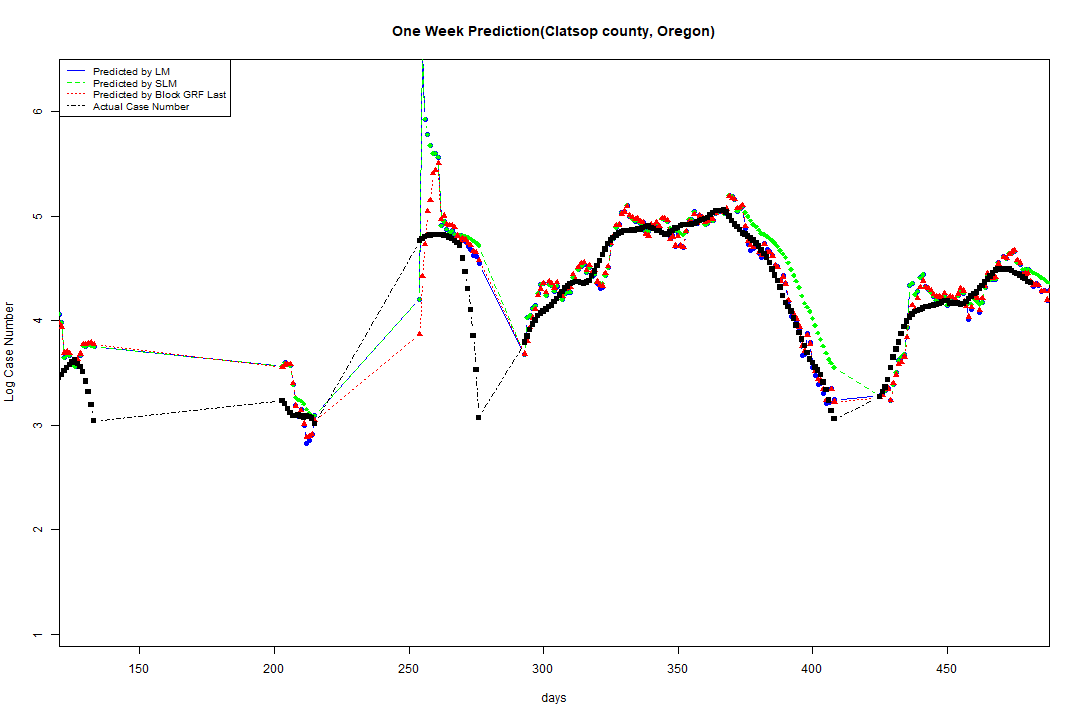 One Week Prediction(Clatsop county, Oregon)
Predicted by LM
Predicted by SLM
Predicted by Block GRF Last
Actual Case Number
Log Case Number
6
5
4
3
2
1
150 200 250 300 350 400 450
days